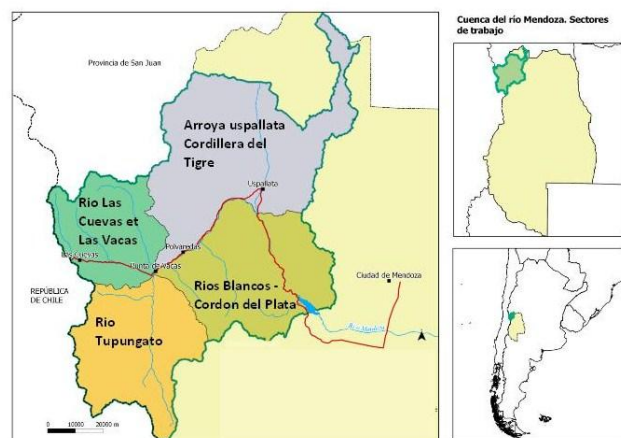 Cuenca del río Mendoza. Sectores
de trabajo
Provincia de San Juan
Arroya uspallata
Cordillera del
Tigre
Uspallata
Rio Las
Cuevas et
Las Vacas
Polvaredas
Las Cuevas
Punta de Vacas
REPÚBLICA
DE CHILE
Rios Blancos -
Cordon del Plata
Ciudad de Mendoza
Rio
Tupungato
0 10000 20000 m